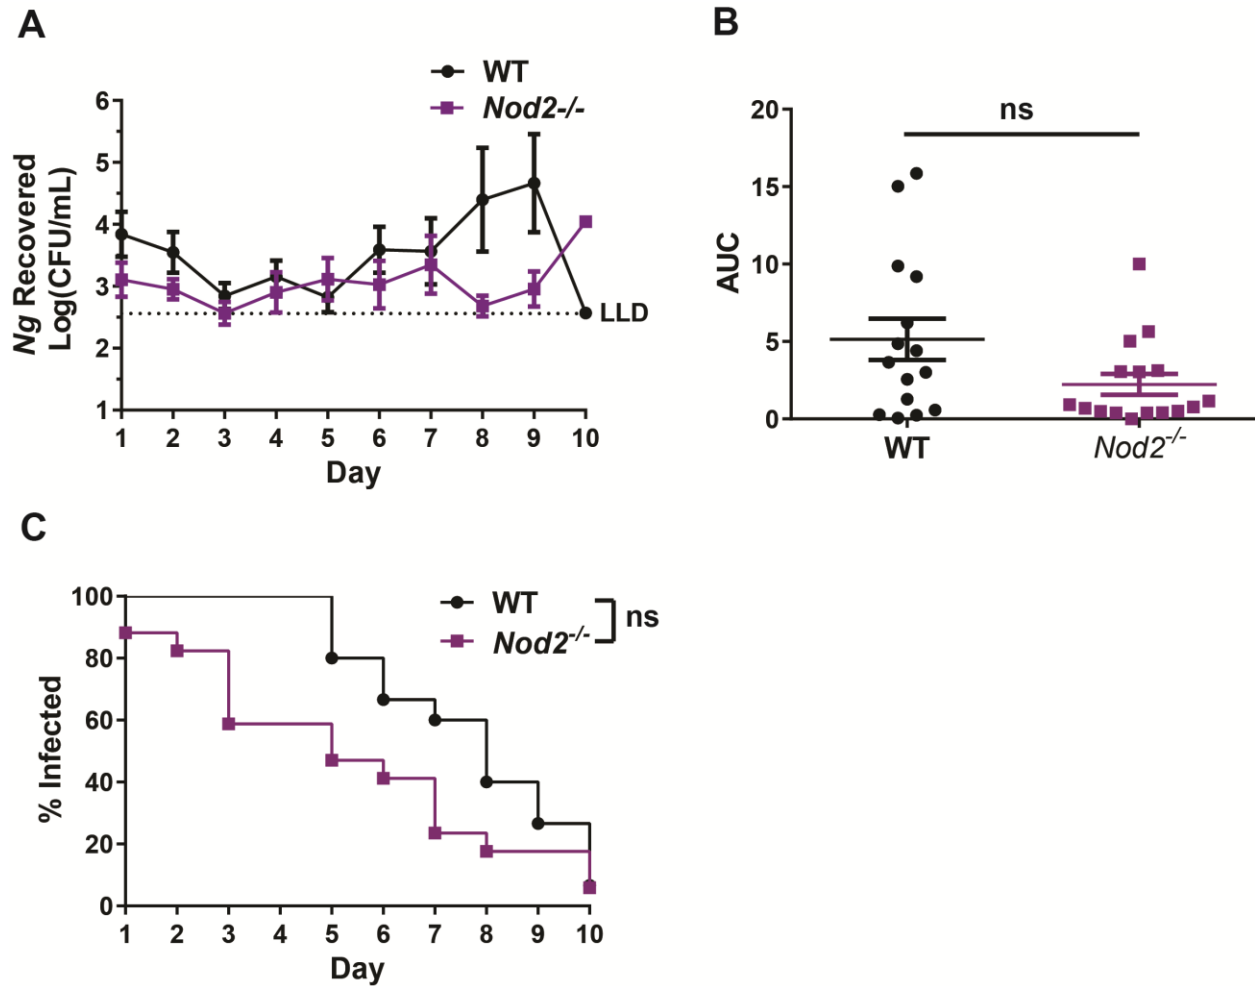 A
WT
Nod2-/-
6
5
4
3
2
1
Ng Recovered
Log(CFU/mL)
LLD
1 2 3 4 5 6 7 8 9 10
Day
B
ns
20
15
10
5
0
AUC
WT
Nod2-/-
C
WT
Nod2-/-
ns
100
80
60
40
20
0
% Infected
1 2 3 4 5 6 7 8 9 10
Day